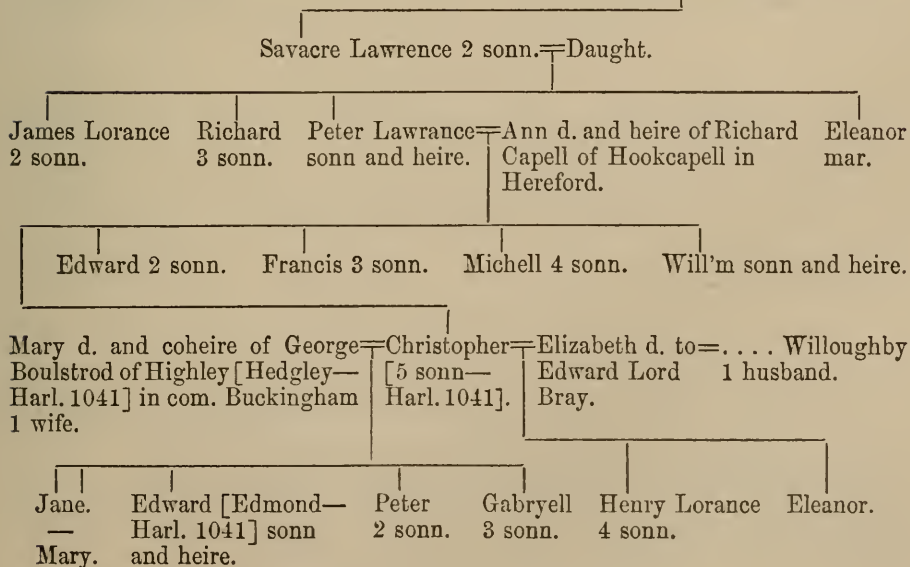 Savacre Lawrence 2 sonn.=Daught.
James Lorance
2 sonn.
Richard
3 sonn.
Peter Lawrance=
sonn and heire.
Ann d. and heire of Richard
Capell of Hookcapell in
Hereford.
Eleanor
mar.
Edward 2 sonn. Francis 3 sonn. Michell 4 sonn. Will'm sonn and heire.
Mary d. and coheire of George=
Boulstrod of Highley [Hedgley—
Harl. 1041] in com. Buckingham
1 wife.
Christopher=
[5 sonn—
Harl. 1041].
Elizabeth d. to=
Edward Lord
Bray.
. . . . Willoughby
1 husband.
Jane.
—
Mary.
Edward [Edmond—
Harl. 1041] sonn
and heire.
Peter
2 sonn.
Gabryell
3 sonn.
Henry Lorance
4 sonn.
Eleanor.